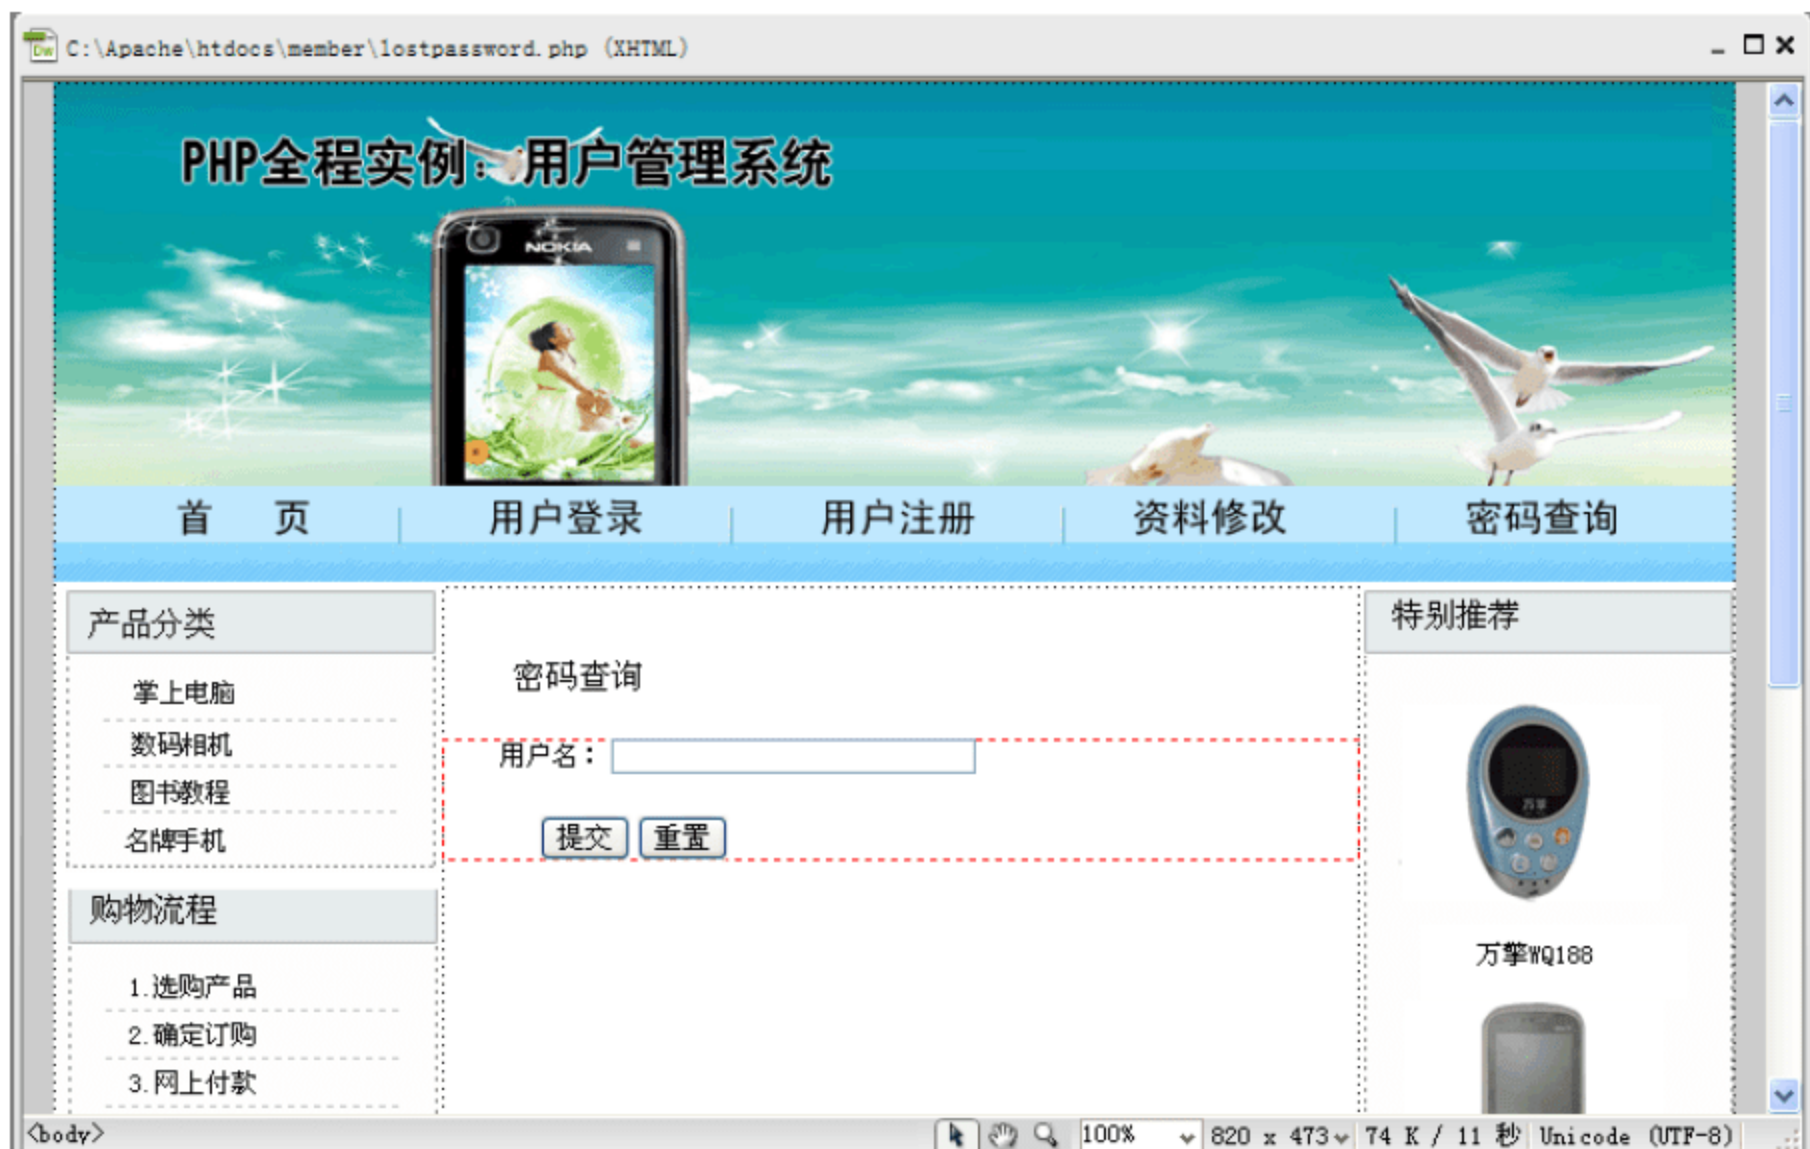 C:\Apache\htdocs\member\lostpassword.php (XHTML)
PHP全程实例：用户管理系统
NOKIA
首 页 用户登录 用户注册 资料修改 密码查询
产品分类
掌上电脑
数码相机
图书教程
名牌手机
购物流程
1.选购产品
2.确定订购
3.网上付款
密码查询
用户名：
提交 重置
特别推荐
万擎
万擎WQ188
<body> 100% 820 x 473 74 K / 11 秒 Unicode (UTF-8)